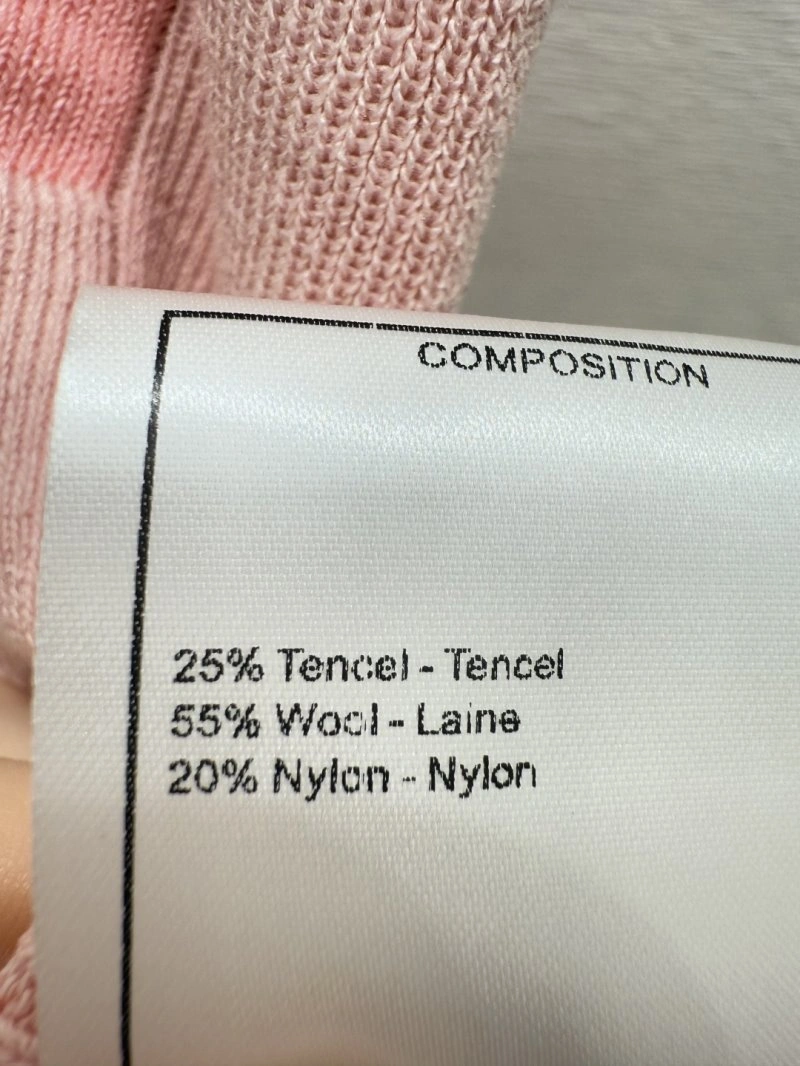 COMPOSITION
25% Tencel - Tencel
55% Wool - Laine
20% Nylon - Nylon